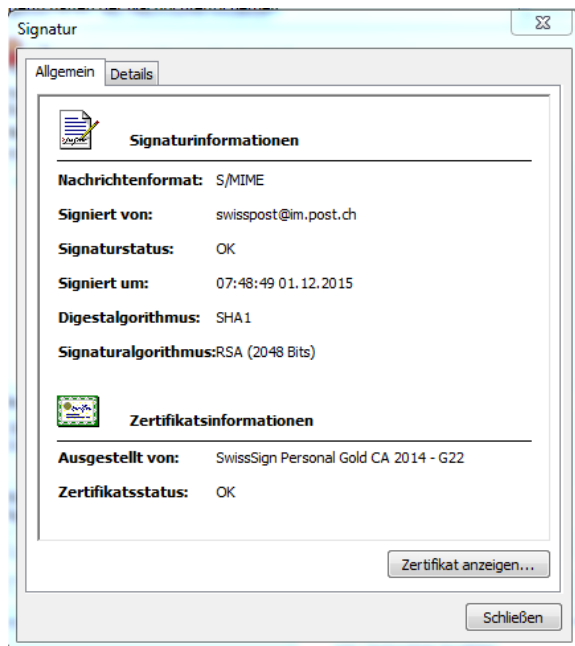 Signatur
Allgemein Details
Signaturinformationen
Nachrichtenformat: S/MIME
Signiert von: swisspost@im.post.ch
Signaturstatus: OK
Signiert um: 07:48:49 01.12.2015
Digestalgorithmus: SHA1
Signaturalgorithmus:RSA (2048 Bits)
Zertifikatsinformationen
Ausgestellt von: SwissSign Personal Gold CA 2014 - G22
Zertifikatsstatus: OK
Zertifikat anzeigen...
Schließen